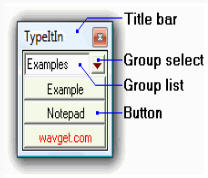 Title bar
TypeItIn
Group select
Examples
Group list
Example
Notepad
Button
wavget.com